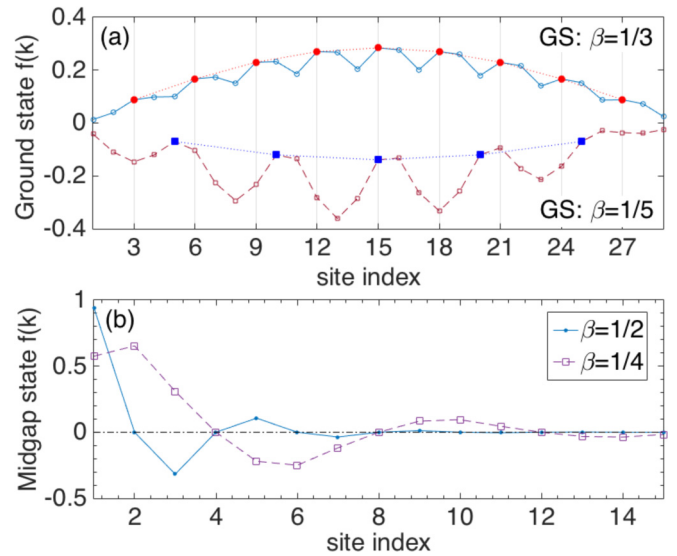 0.4
(a)
GS: β=1/3
0.2
0
-0.2
-0.4
GS: β=1/5
Ground state f(k)
3 6 9 12 15 18 21 24 27
site index
1
(b)
β=1/2
β=1/4
0.5
0
-0.5
Midgap state f(k)
2 4 6 8 10 12 14
site index